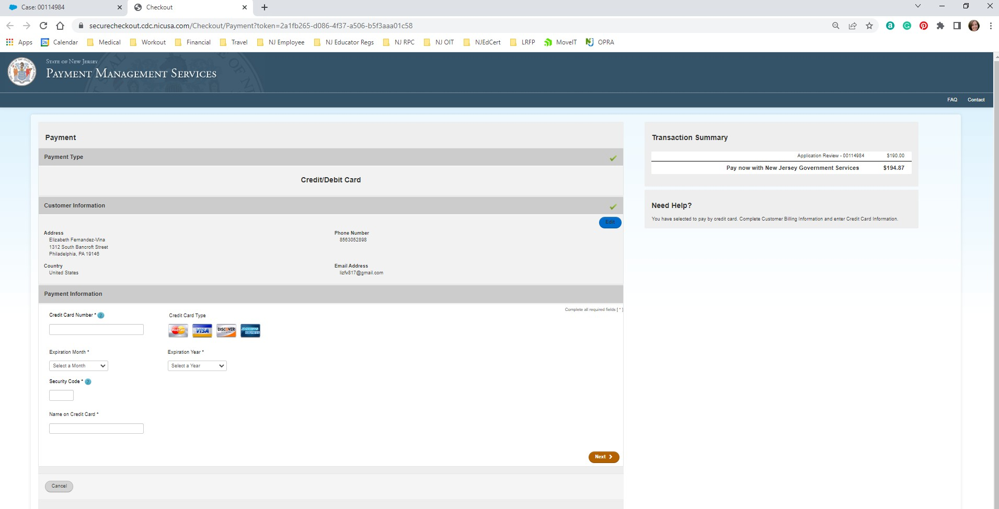 Case: 00114984
Checkout
securecheckout.cdc.nicusa.com/Checkout/Payment?token=2a1fb265-d086-4f37-a506-b5f3aaa01c58
Apps 26 Calendar Medical Workout Financial Travel NJ Employee NJ Educator Regs NJ RPC NJ OIT NJEdCert LRFP MoveIT OPRA
State of New Jersey
Payment Management Services
FAQ Contact
Payment
Payment Type
Credit/Debit Card
Customer Information
Edit
Address
Elizabeth Fernandez-Vina
1312 South Bancroft Street
Philadelphia, PA 19146
Phone Number
8563052898
Country
United States
Email Address
lizfv817@gmail.com
Payment Information
Complete all required fields [ * ]
Credit Card Number * ?
Credit Card Type
MasterCard VISA DISCOVER AMERICAN EXPRESS
Expiration Month *
Select a Month
Expiration Year *
Select a Year
Security Code * ?
Name on Credit Card *
Next
Cancel
Transaction Summary
Application Review - 00114984 $190.00
Pay now with New Jersey Government Services $194.87
Need Help?
You have selected to pay by credit card. Complete Customer Billing Information and enter Credit Card Information.